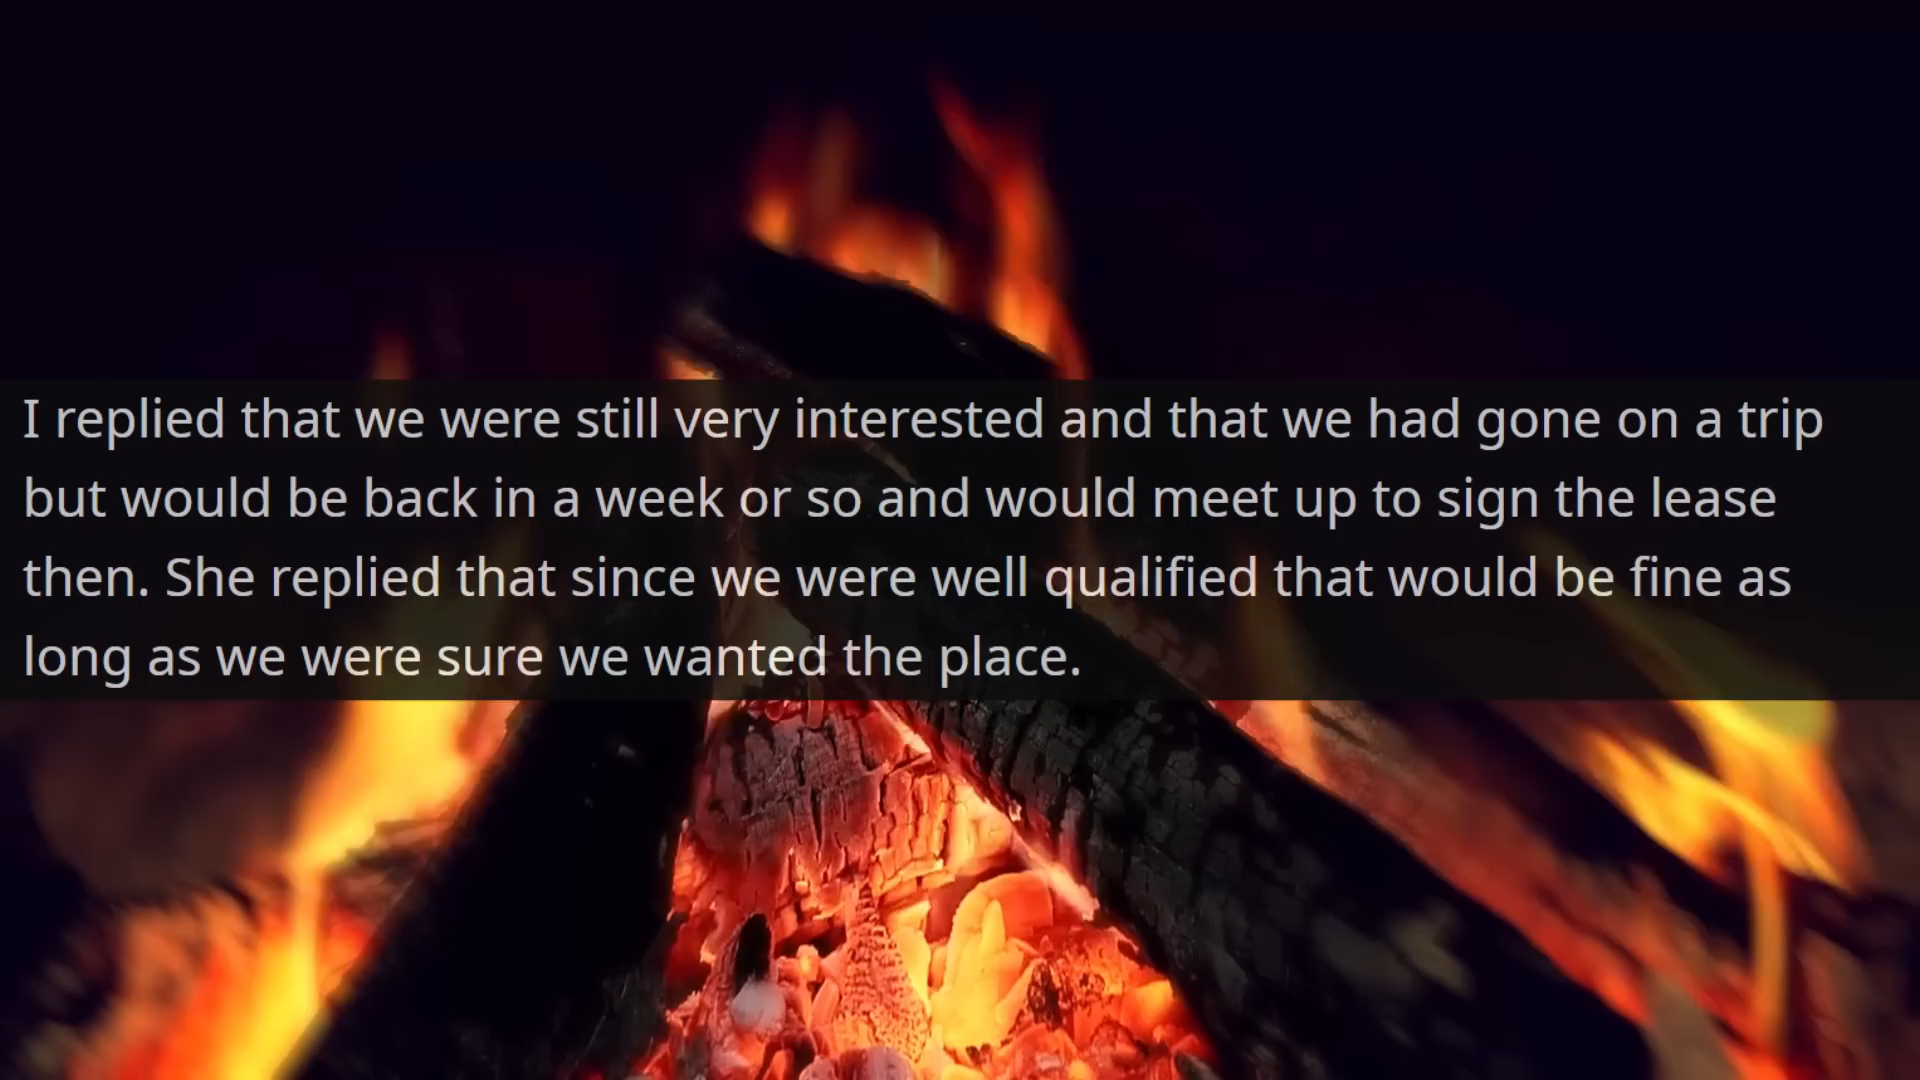 I replied that we were still very interested and that we had gone on a trip
but would be back in a week or so and would meet up to sign the lease
then. She replied that since we were well qualified that would be fine as
long as we were sure we wanted the place.